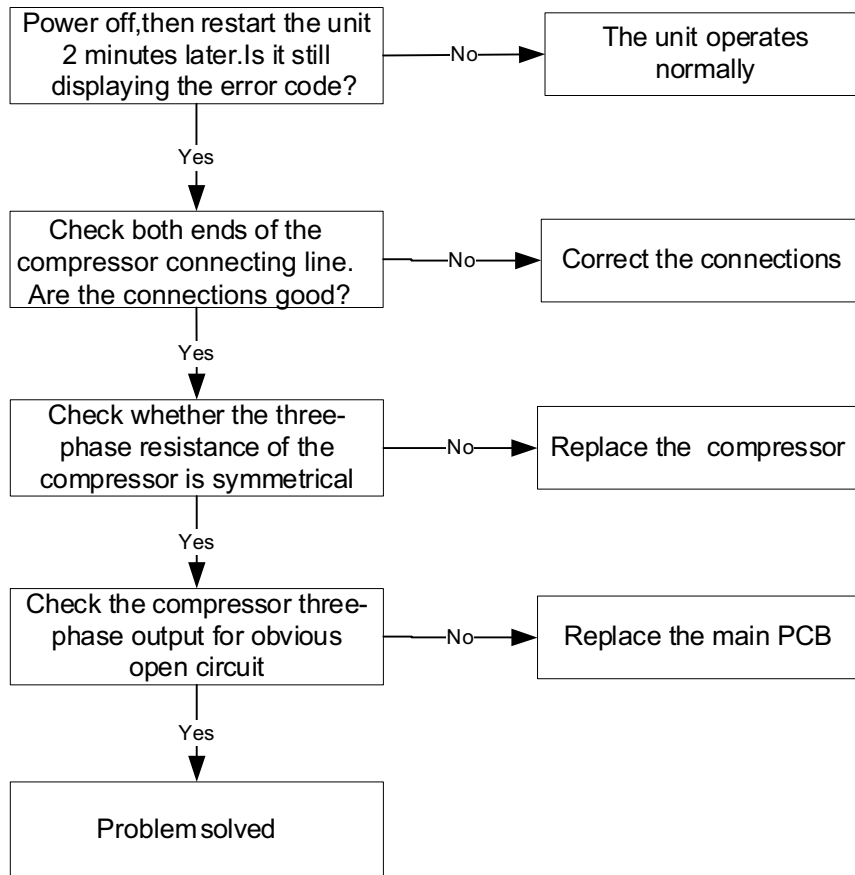 Power off,then restart the unit
2 minutes later.Is it still
displaying the error code?
No
The unit operates
normally
Yes
Check both ends of the
compressor connecting line.
Are the connections good?
No
Correct the connections
Yes
Check whether the three-
phase resistance of the
compressor is symmetrical
No
Replace the compressor
Yes
Check the compressor three-
phase output for obvious
open circuit
No
Replace the main PCB
Yes
Problem solved